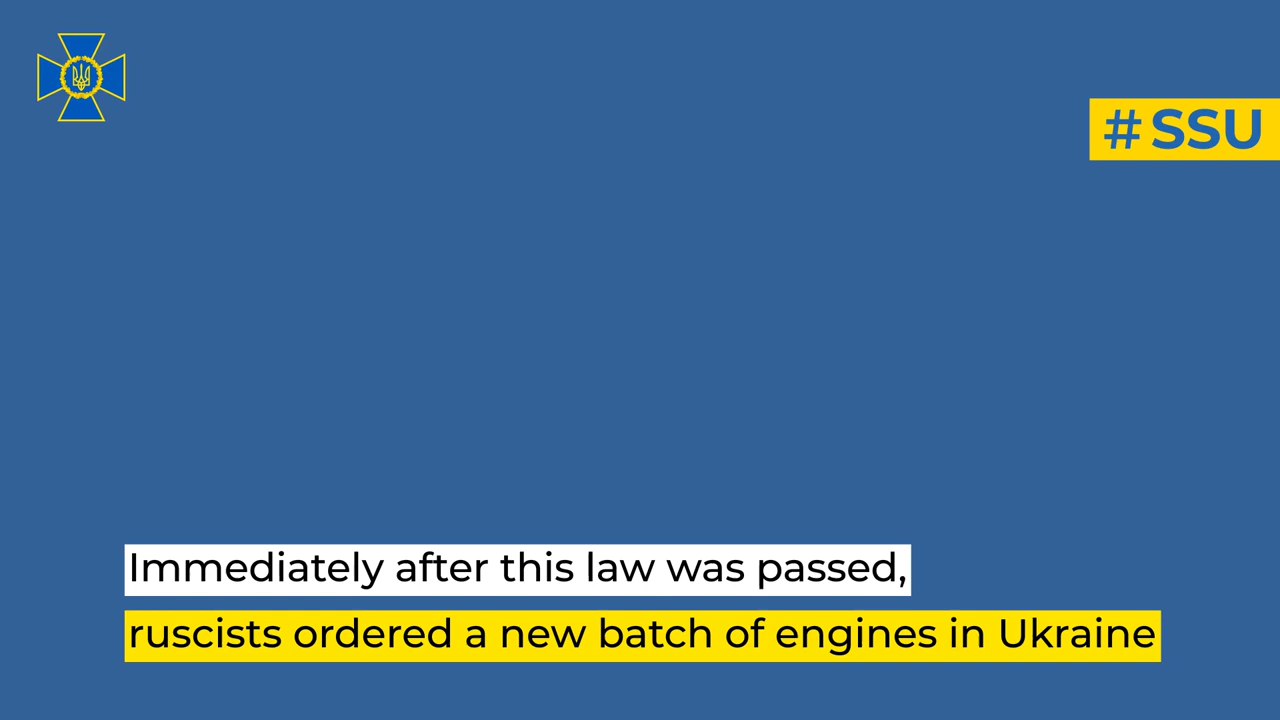 #SSU
Immediately after this law was passed,
ruscists ordered a new batch of engines in Ukraine